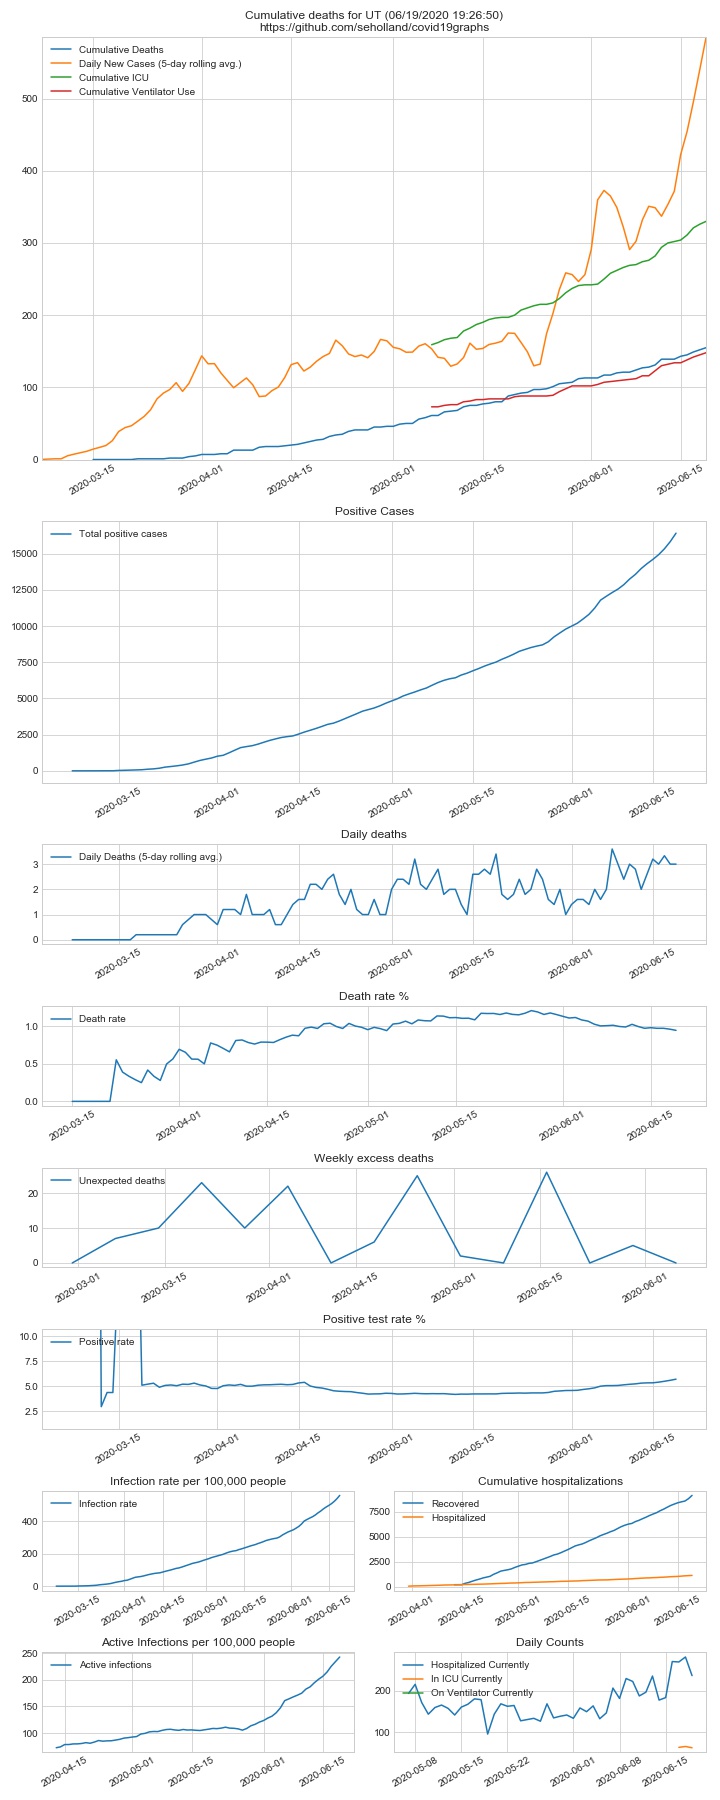 Cumulative deaths for UT (06/19/2020 19:26:50)
https://github.com/seholland/covid19graphs
Cumulative Deaths
Daily New Cases (5-day rolling avg.)
Cumulative ICU
Cumulative Ventilator Use
500
400
300
200
100
0
2020-03-15 2020-04-01 2020-04-15 2020-05-01 2020-05-15 2020-06-01 2020-06-15
Positive Cases
Total positive cases
15000
12500
10000
7500
5000
2500
0
2020-03-15 2020-04-01 2020-04-15 2020-05-01 2020-05-15 2020-06-01 2020-06-15
Daily deaths
Daily Deaths (5-day rolling avg.)
3
2
1
0
2020-03-15 2020-04-01 2020-04-15 2020-05-01 2020-05-15 2020-06-01 2020-06-15
Death rate %
Death rate
1.0
0.5
0.0
2020-03-15 2020-04-01 2020-04-15 2020-05-01 2020-05-15 2020-06-01 2020-06-15
Weekly excess deaths
Unexpected deaths
20
10
0
2020-03-01 2020-03-15 2020-04-01 2020-04-15 2020-05-01 2020-05-15 2020-06-01
Positive test rate %
Positive rate
10.0
7.5
5.0
2.5
2020-03-15 2020-04-01 2020-04-15 2020-05-01 2020-05-15 2020-06-01 2020-06-15
Infection rate per 100,000 people
Infection rate
400
200
0
2020-03-15 2020-04-01 2020-04-15 2020-05-01 2020-05-15 2020-06-01 2020-06-15
Cumulative hospitalizations
Recovered
Hospitalized
7500
5000
2500
0
2020-04-01 2020-04-15 2020-05-01 2020-05-15 2020-06-01 2020-06-15
Active Infections per 100,000 people
Active infections
250
200
150
100
2020-04-15 2020-05-01 2020-05-15 2020-06-01 2020-06-15
Daily Counts
Hospitalized Currently
In ICU Currently
On Ventilator Currently
200
100
2020-05-08 2020-05-15 2020-05-22 2020-06-01 2020-06-08 2020-06-15